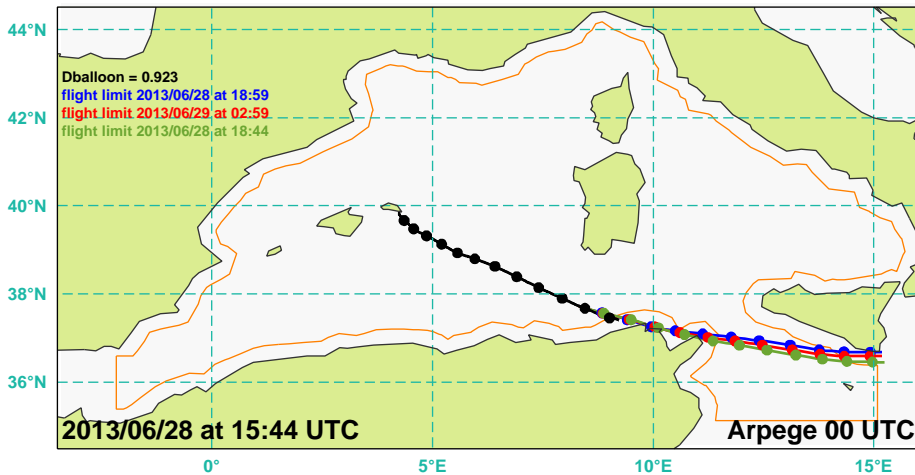 44°N
Dballoon = 0.923
flight limit 2013/06/28 at 18:59
flight limit 2013/06/29 at 02:59
flight limit 2013/06/28 at 18:44
42°N
40°N
38°N
36°N
2013/06/28 at 15:44 UTC
Arpege 00 UTC
0°
5°E
10°E
15°E